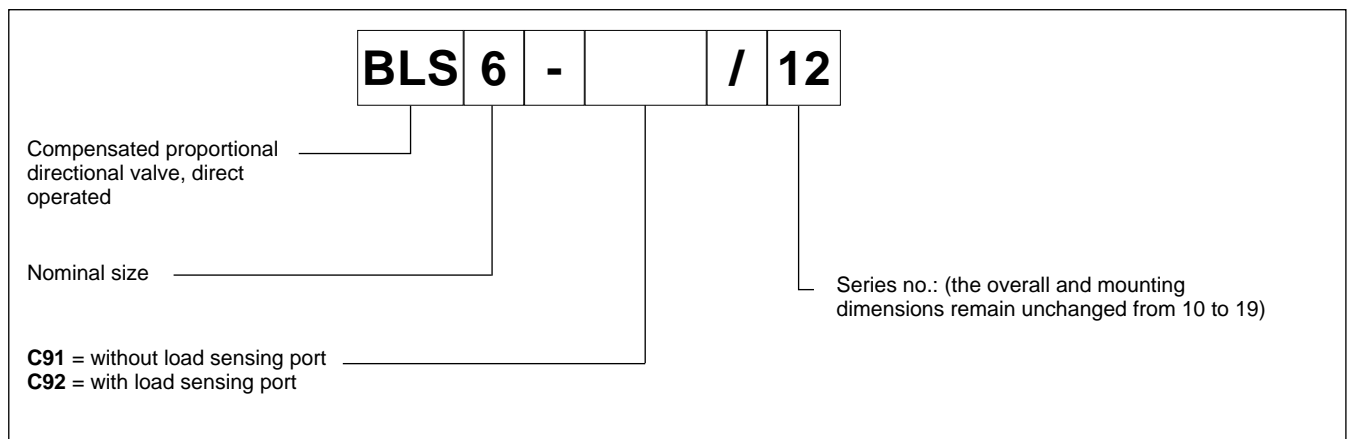 BLS 6 - / 12
Compensated proportional
directional valve, direct
operated
Nominal size
Series no.: (the overall and mounting
dimensions remain unchanged from 10 to 19)
C91 = without load sensing port
C92 = with load sensing port